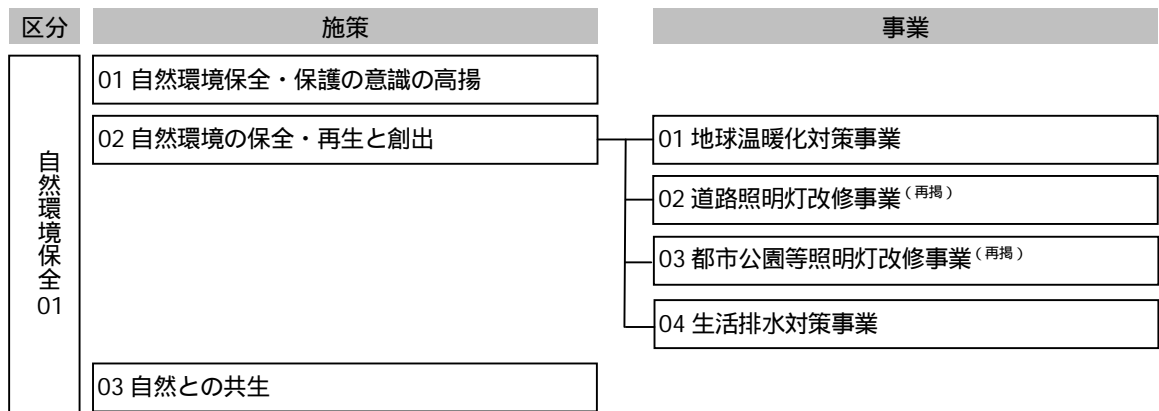 区分
施策
事業
自然環境保全01
01 自然環境保全・保護の意識の高揚
02 自然環境の保全・再生と創出
01 地球温暖化対策事業
02 道路照明灯改修事業（再掲）
03 都市公園等照明灯改修事業（再掲）
04 生活排水対策事業
03 自然との共生